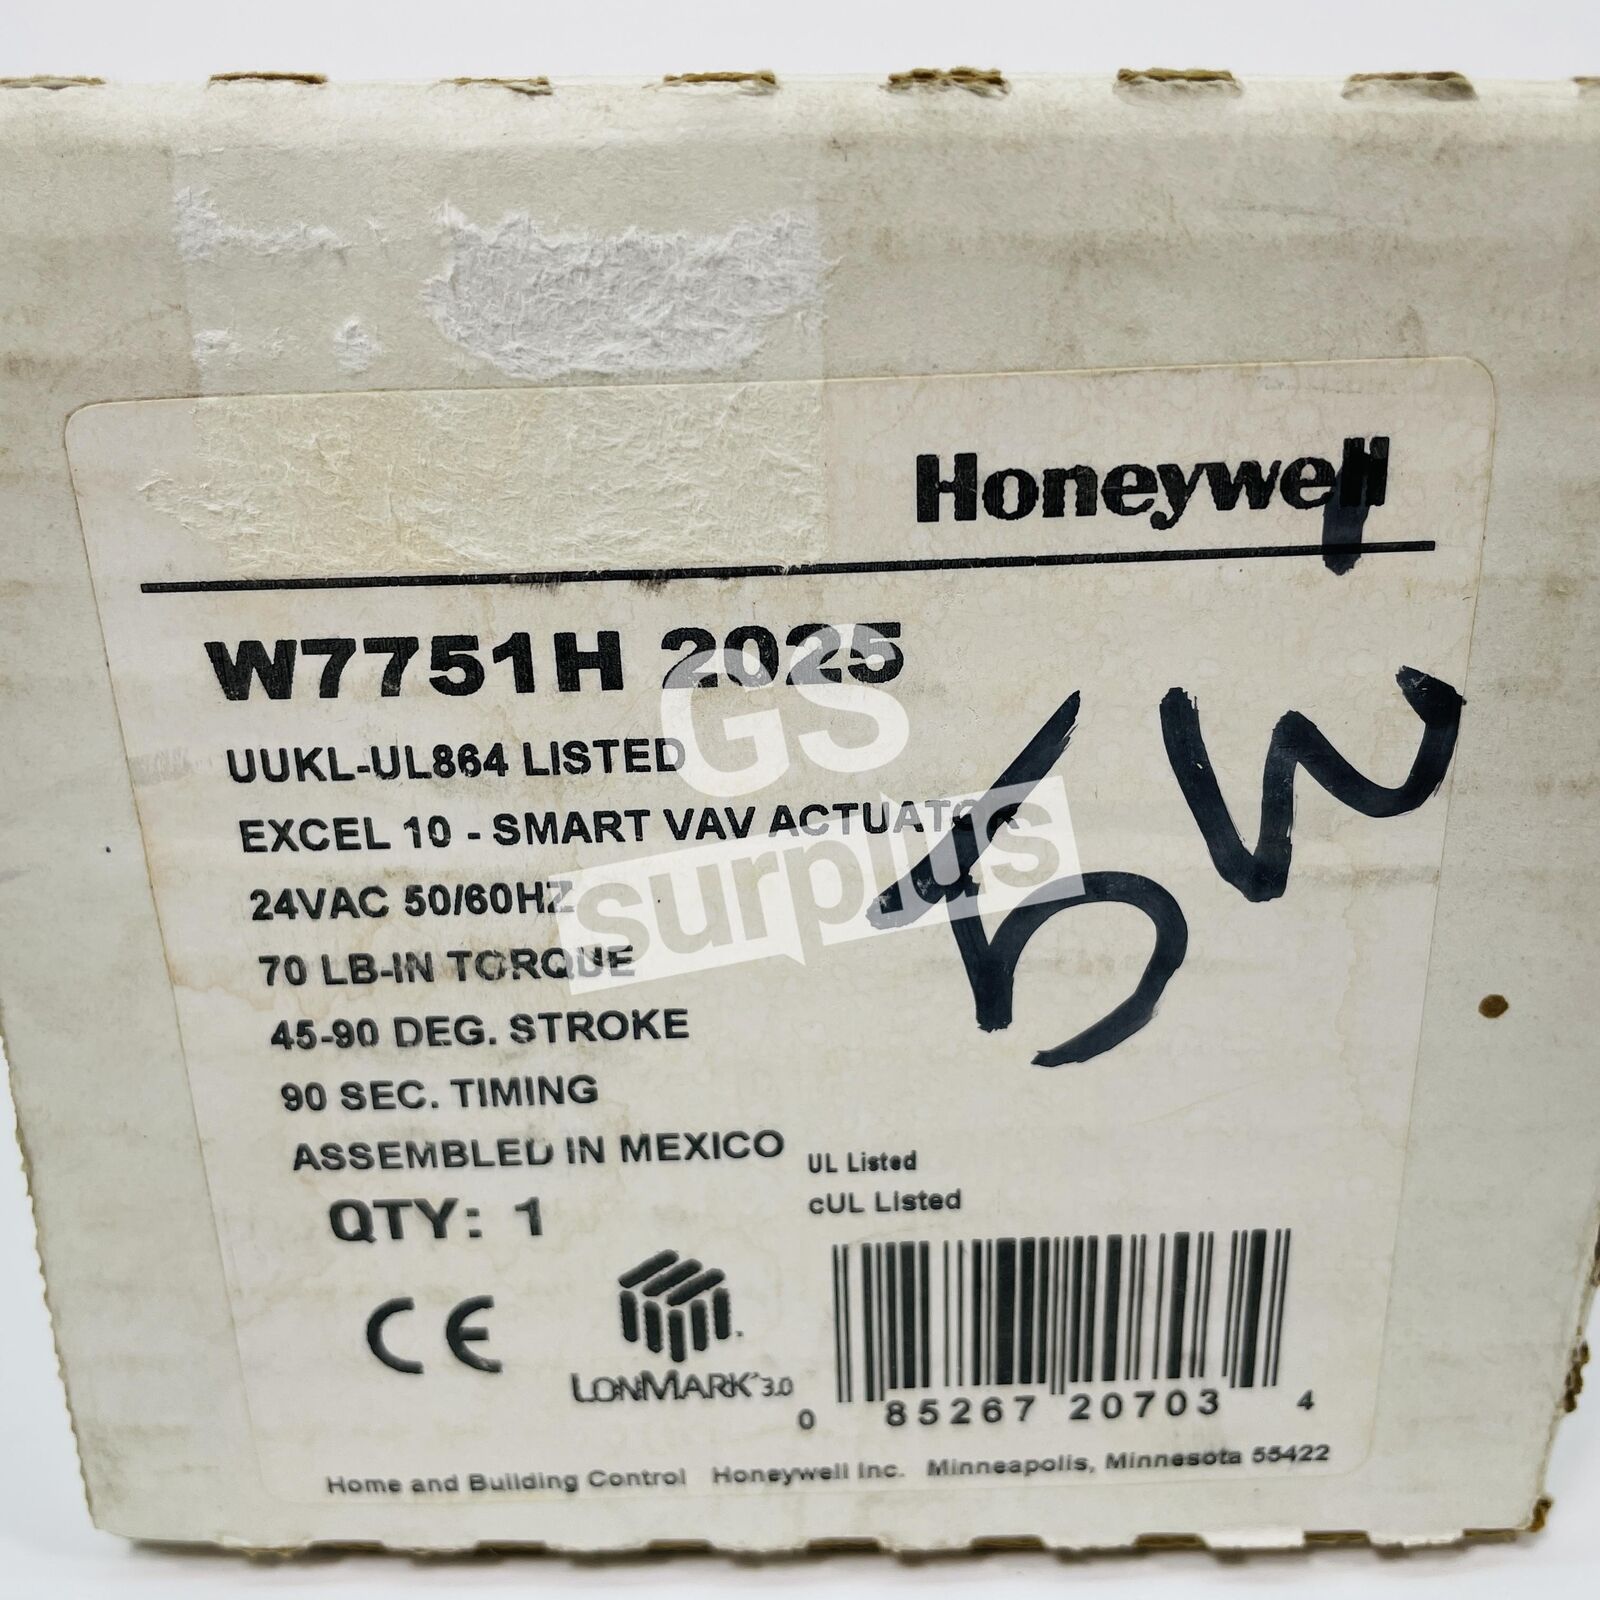 Honeywell
W7751H 2025
UUKL-UL864 LISTED
EXCEL 10 - SMART VAV ACTUATOR
24VAC 50/60HZ
70 LB-IN TORQUE
45-90 DEG. STROKE
90 SEC. TIMING
ASSEMBLED IN MEXICO
UL Listed
cUL Listed
QTY: 1
CE
LONMARK 3.0
0 85267 20703 4
Home and Building Control Honeywell Inc. Minneapolis, Minnesota 55422
GS
surplus